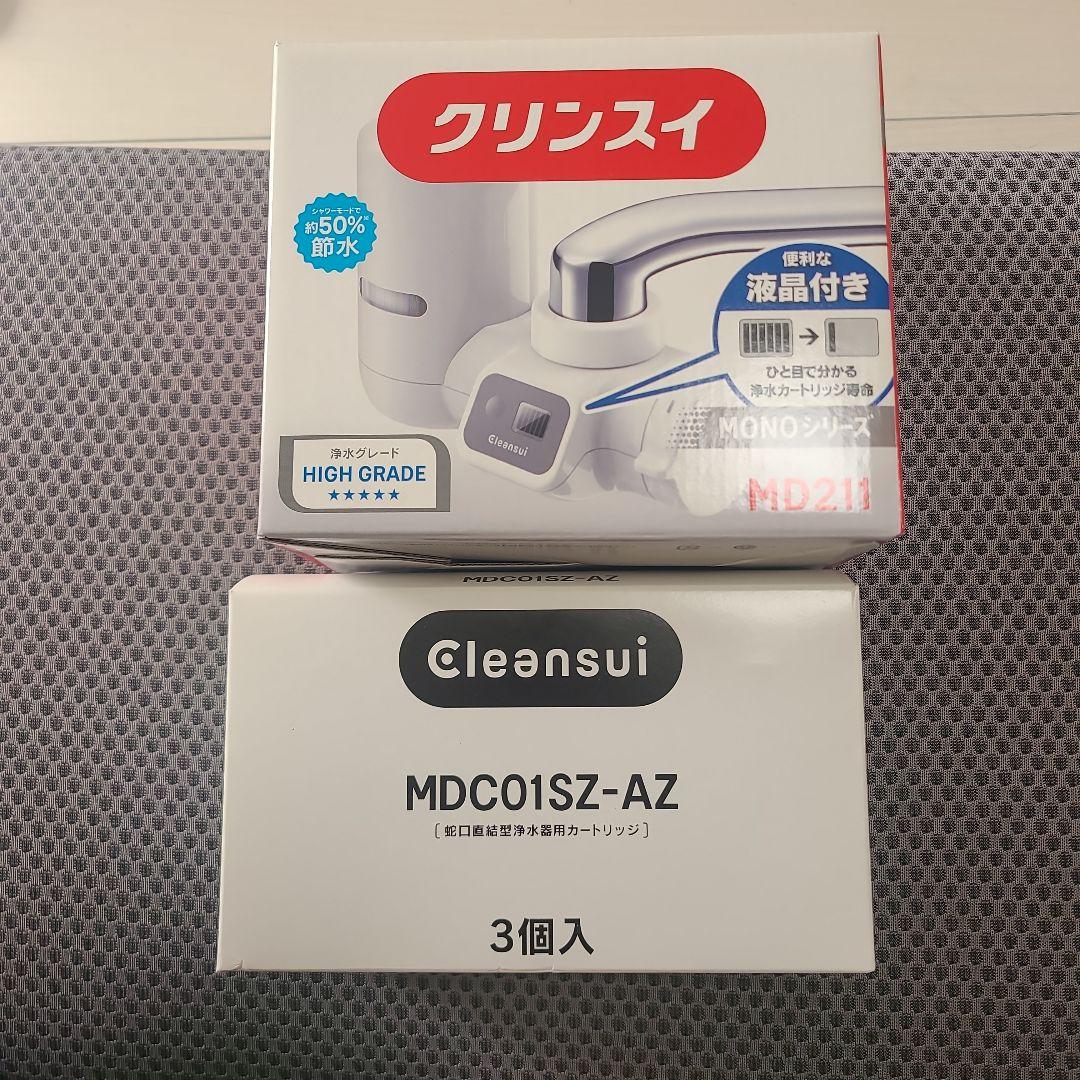 クリンスイ
シャワーモードで
約50%※
節水
便利な
液晶付き
ひと目で分かる
浄水カートリッジ寿命
Cleansui
MONOシリーズ
MD211
浄水グレード
HIGH GRADE
★★★★★
MDC01SZ-AZ
Cleansui
MDC01SZ-AZ
[蛇口直結型浄水器用カートリッジ]
3個入